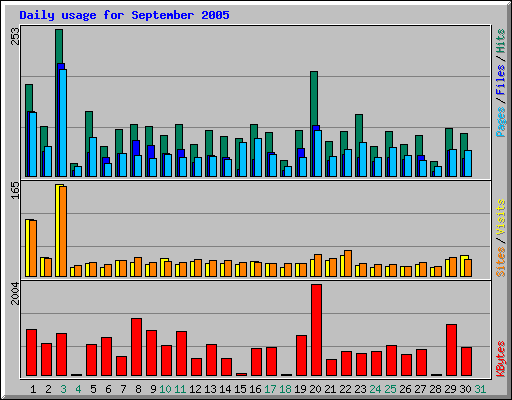 Daily usage for September 2005
253
Pages / Files / Hits
165
Sites / Visits
2004
KBytes
1 2 3 4 5 6 7 8 9 10 11 12 13 14 15 16 17 18 19 20 21 22 23 24 25 26 27 28 29 30 31